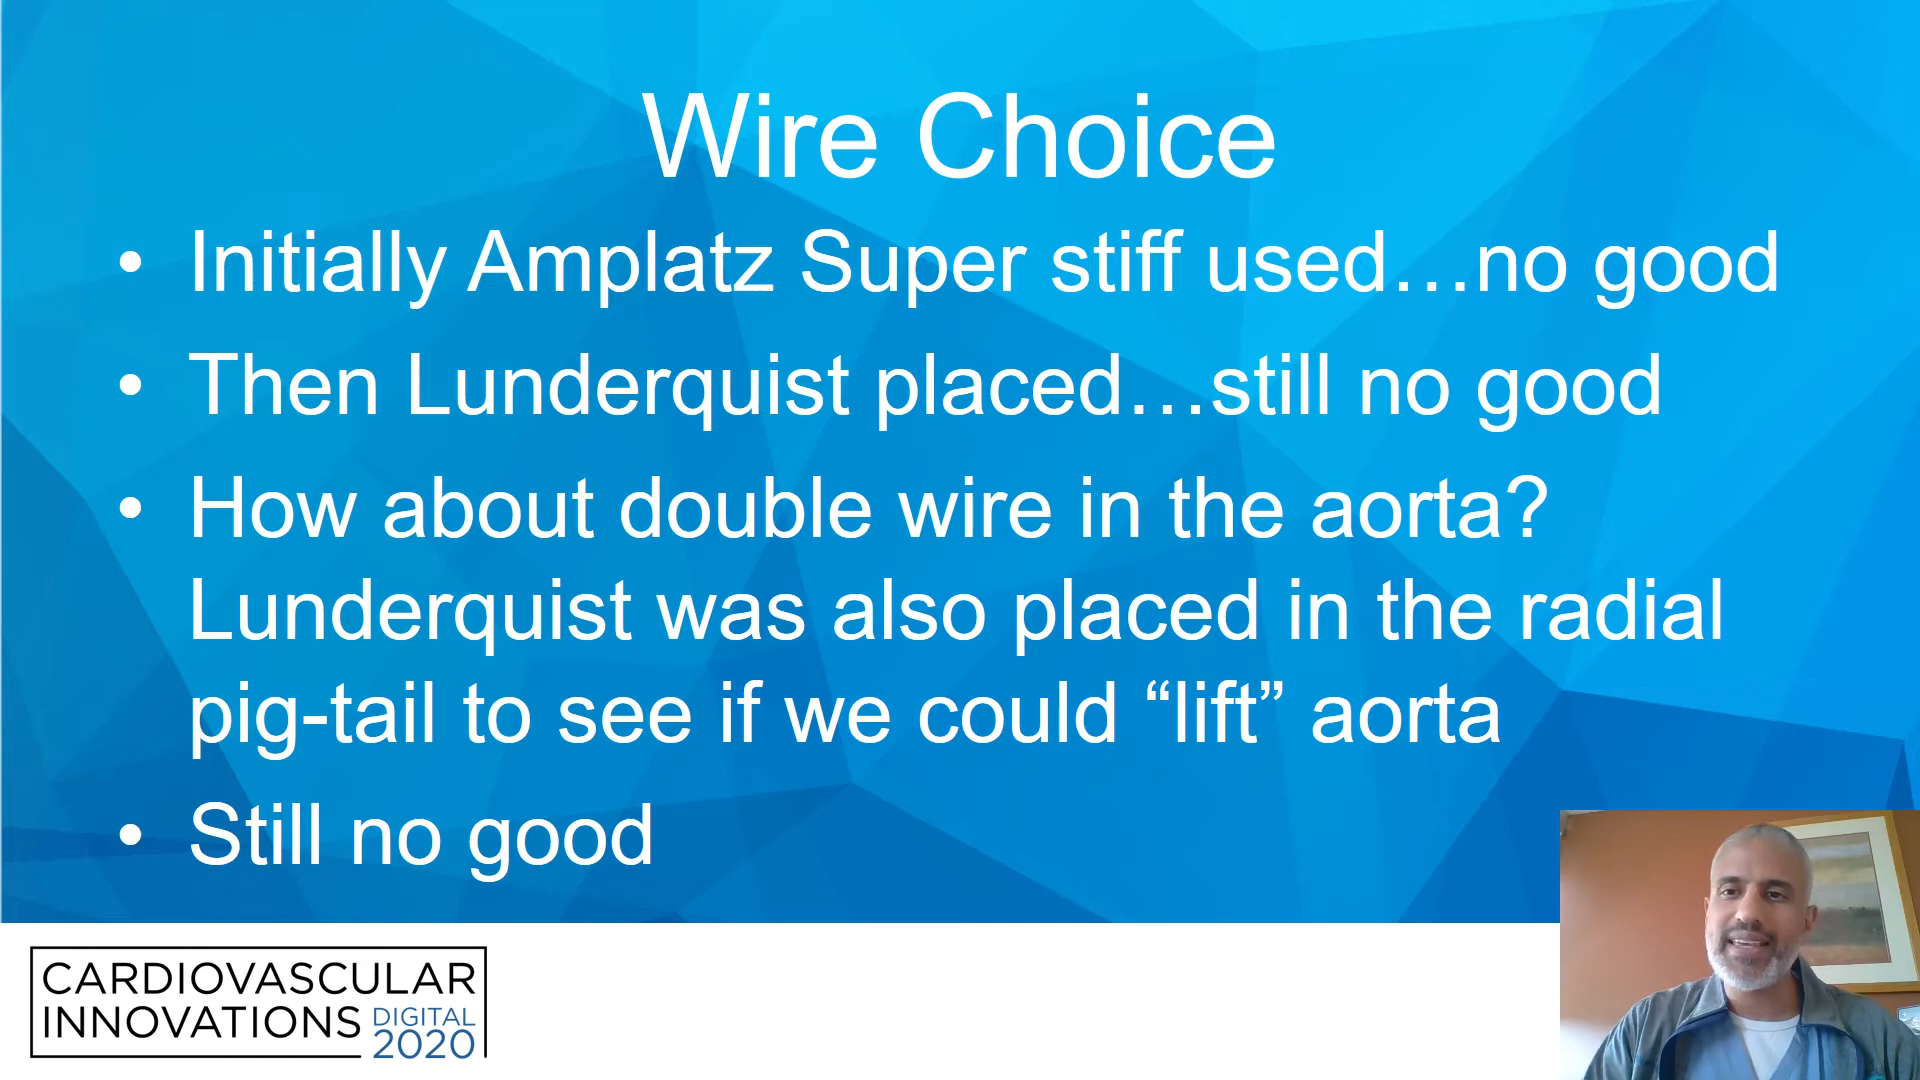 Wire Choice
• Initially Amplatz Super stiff used…no good
• Then Lunderquist placed…still no good
• How about double wire in the aorta?
Lunderquist was also placed in the radial
pig-tail to see if we could “lift” aorta
• Still no good
CARDIOVASCULAR
INNOVATIONS DIGITAL
2020